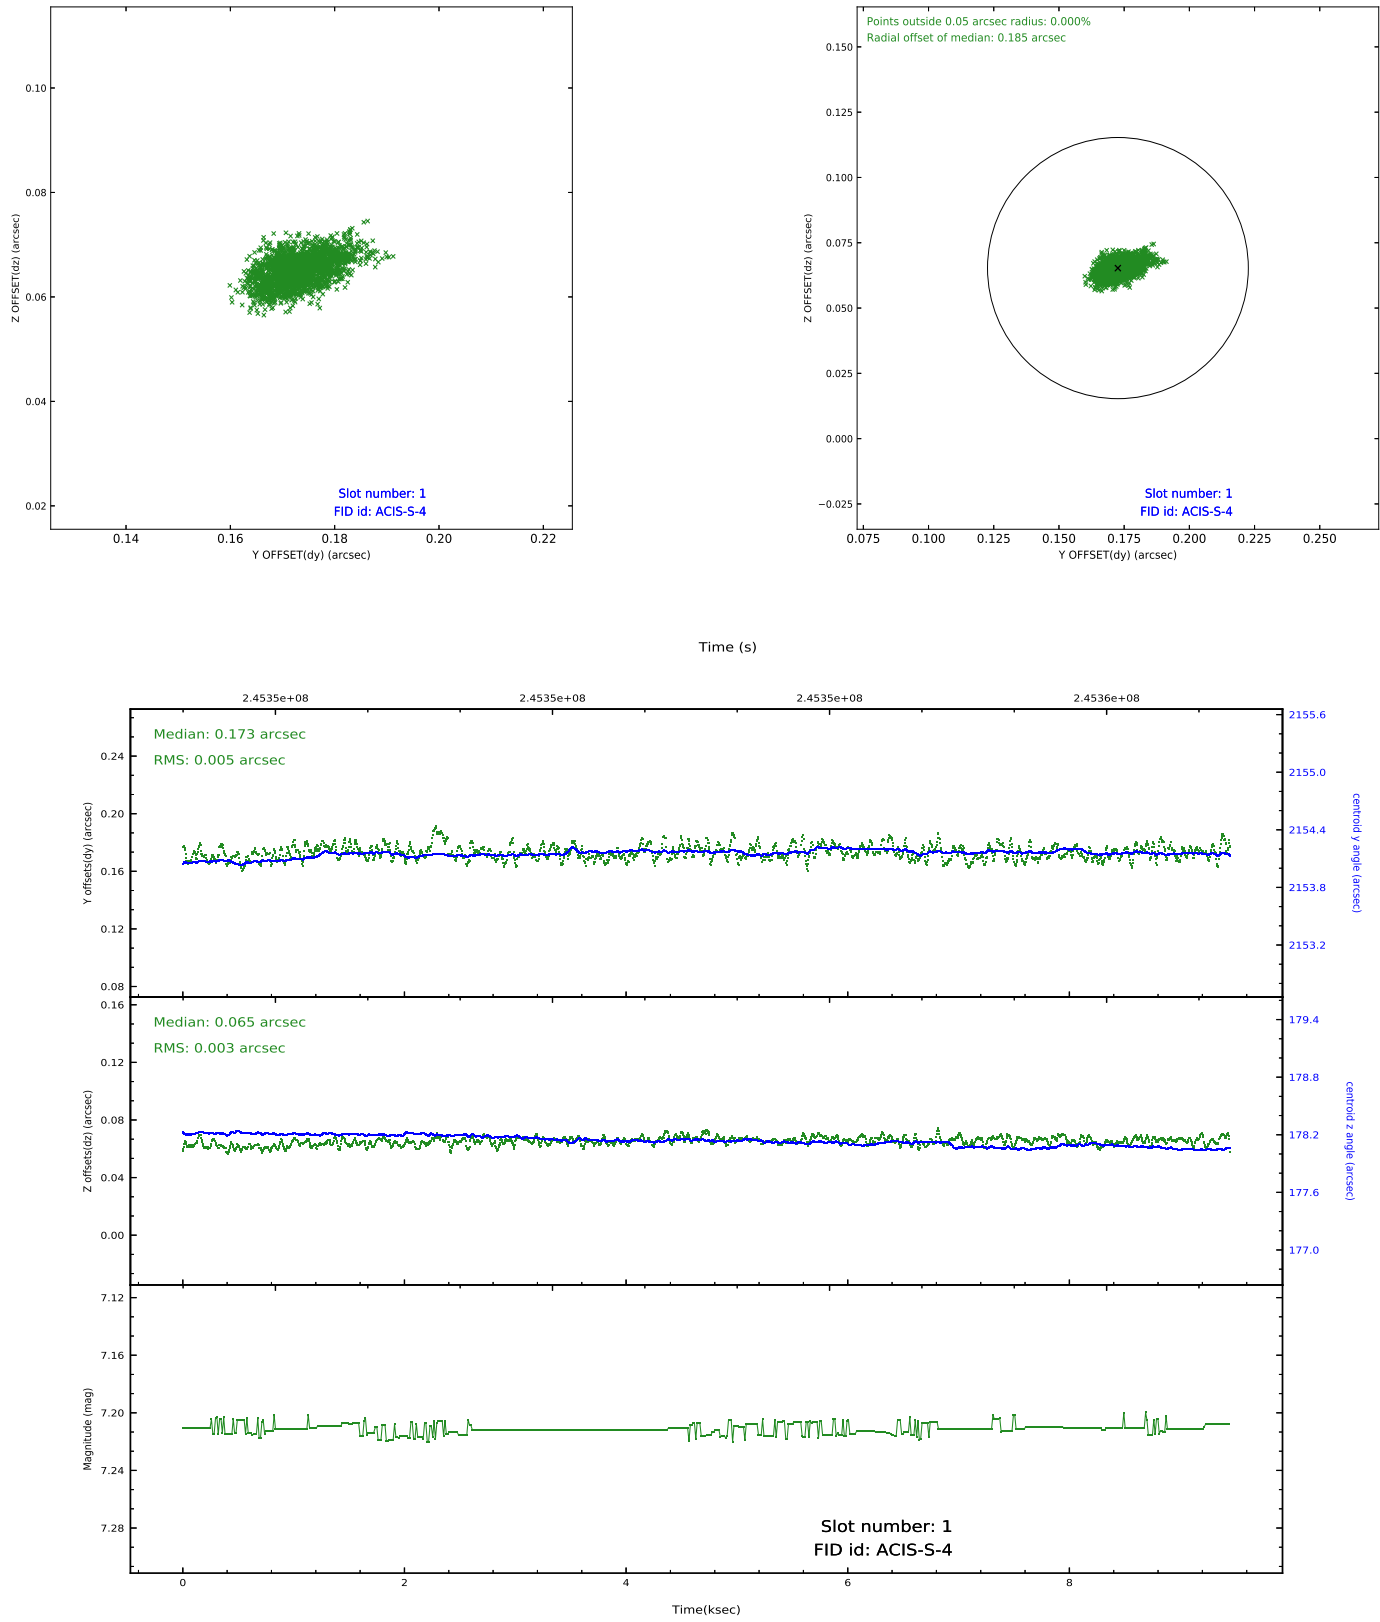 0.10
0.08
0.06
0.04
0.02
Z OFFSET(dz) (arcsec)
Slot number: 1
FID id: ACIS-S-4
0.14 0.16 0.18 0.20 0.22
Y OFFSET(dy) (arcsec)
Points outside 0.05 arcsec radius: 0.000%
Radial offset of median: 0.185 arcsec
0.150
0.125
0.100
0.075
0.050
0.025
0.000
−0.025
Z OFFSET(dz) (arcsec)
Slot number: 1
FID id: ACIS-S-4
0.075 0.100 0.125 0.150 0.175 0.200 0.225 0.250
Y OFFSET(dy) (arcsec)
Time (s)
2.4535e+08 2.4535e+08 2.4535e+08 2.4536e+08
Median: 0.173 arcsec
RMS: 0.005 arcsec
0.24
0.20
0.16
0.12
0.08
Y offsets(dy) (arcsec)
2155.6
2155.0
2154.4
2153.8
2153.2
centroid y angle (arcsec)
Median: 0.065 arcsec
RMS: 0.003 arcsec
0.16
0.12
0.08
0.04
0.00
Z offsets(dz) (arcsec)
179.4
178.8
178.2
177.6
177.0
centroid z angle (arcsec)
7.12
7.16
7.20
7.24
7.28
Magnitude (mag)
Slot number: 1
FID id: ACIS-S-4
0 2 4 6 8
Time(ksec)